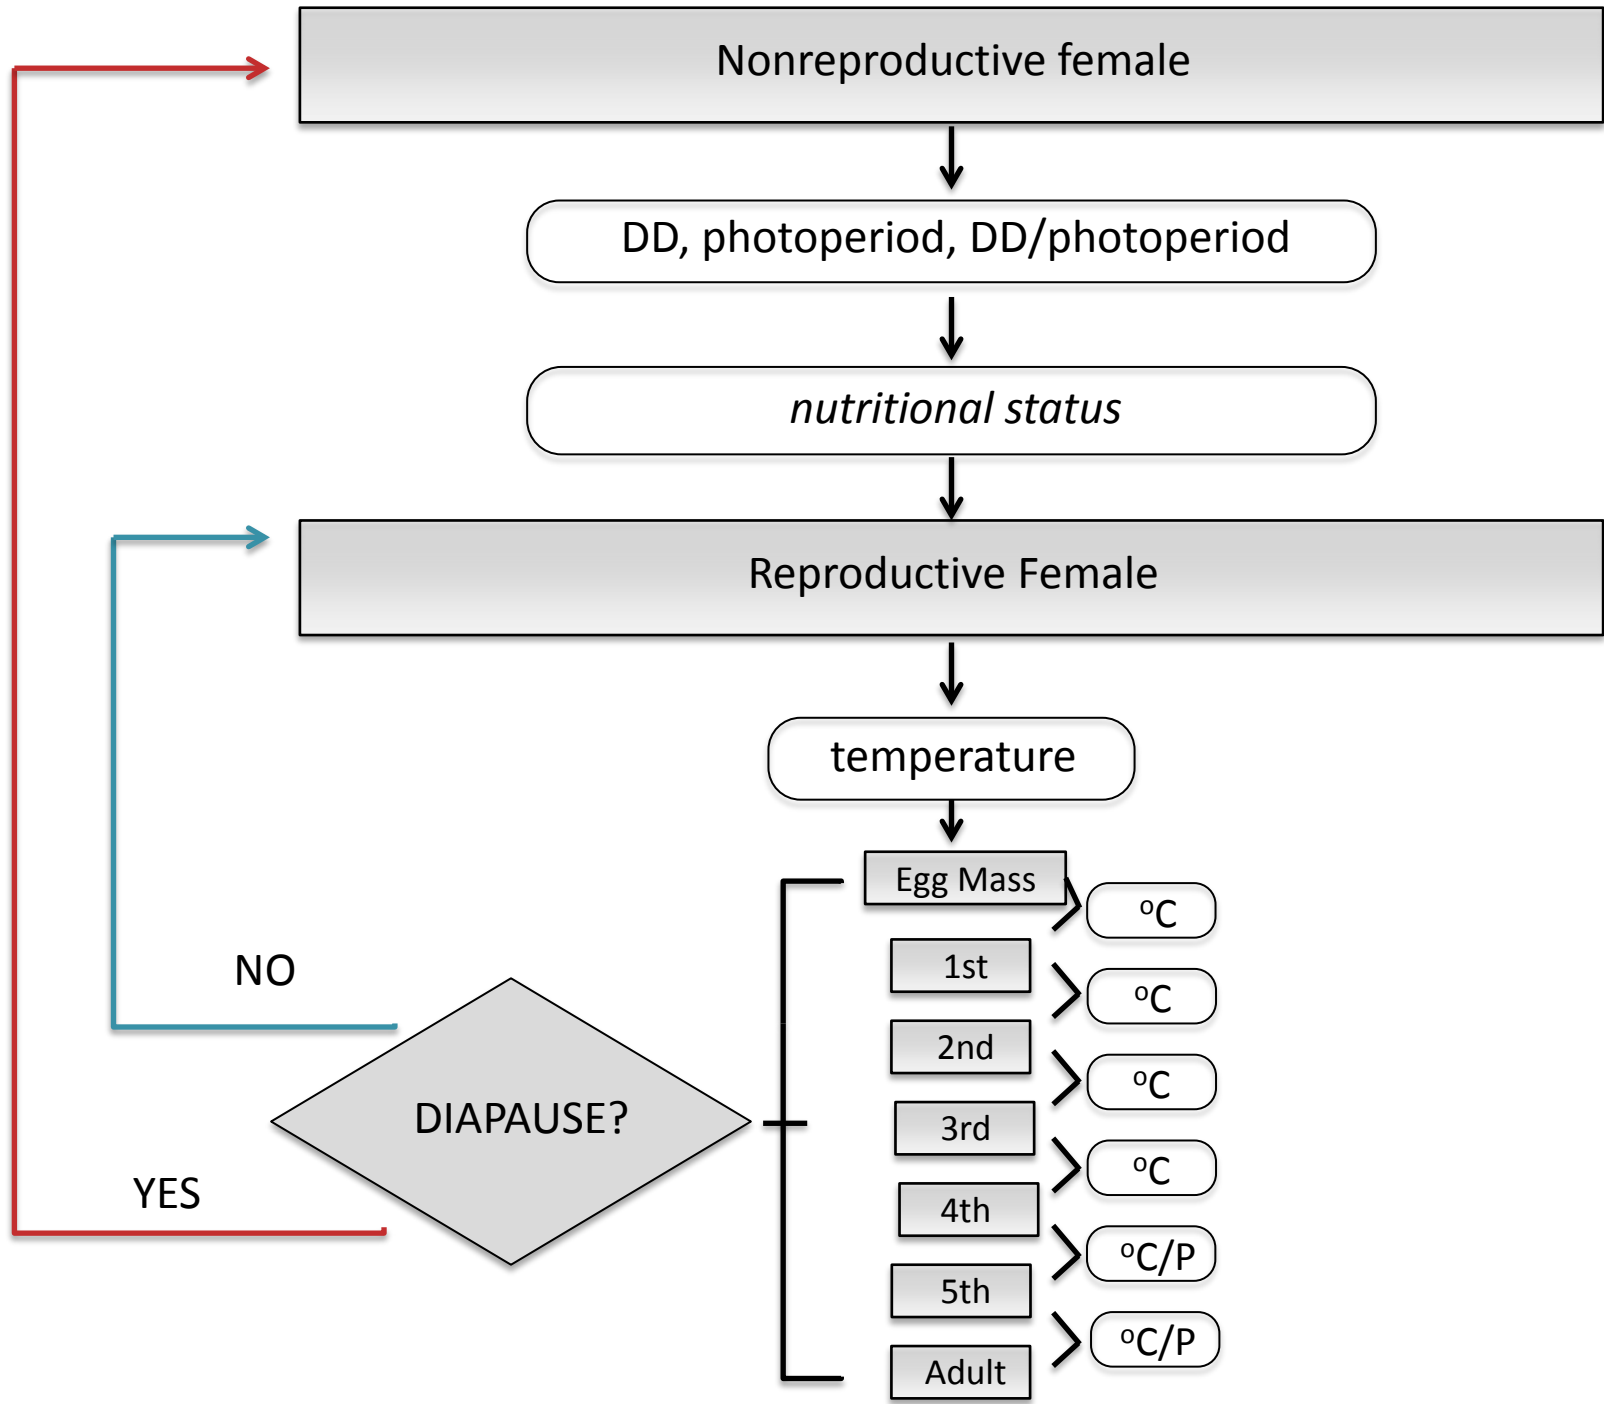 Nonreproductive female
DD, photoperiod, DD/photoperiod
nutritional status
Reproductive Female
temperature
Egg Mass
ºC
1st
ºC
NO
2nd
ºC
DIAPAUSE?
3rd
ºC
YES
4th
ºC/P
5th
ºC/P
Adult